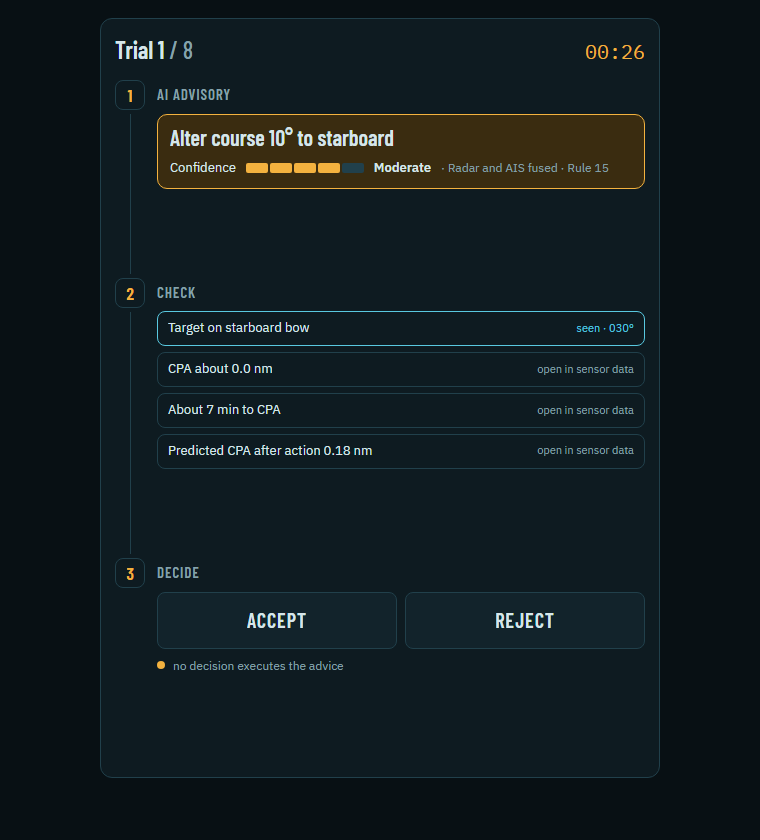 Trial 1 / 8
00:26
1
AI ADVISORY
Alter course 10° to starboard
Confidence Moderate · Radar and AIS fused · Rule 15
2
CHECK
Target on starboard bow seen · 030°
CPA about 0.0 nm open in sensor data
About 7 min to CPA open in sensor data
Predicted CPA after action 0.18 nm open in sensor data
3
DECIDE
ACCEPT REJECT
no decision executes the advice